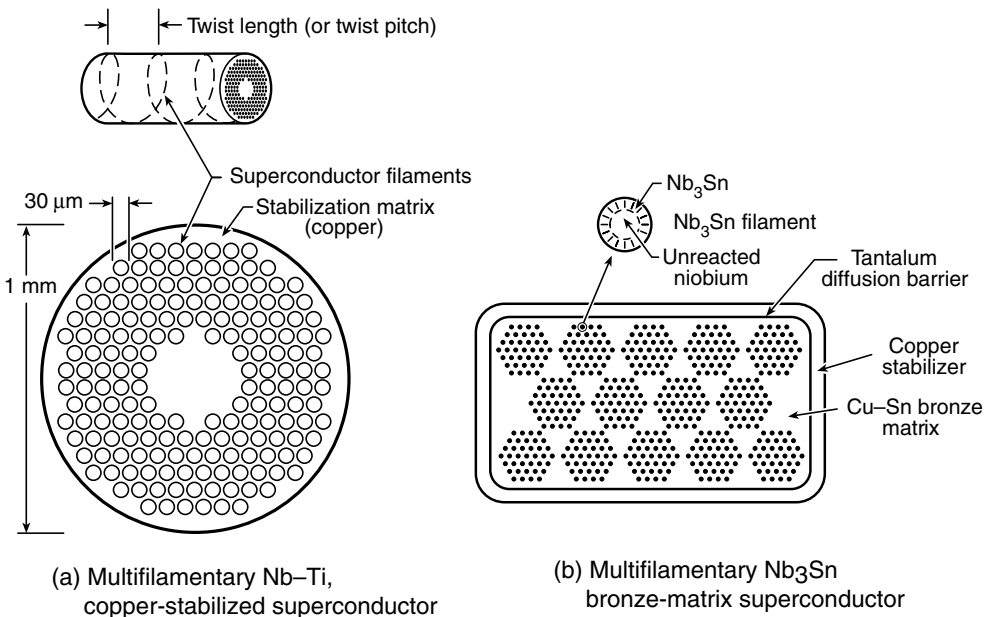 Twist length (or twist pitch)
Superconductor filaments
30 μm
Stabilization matrix
(copper)
1 mm
Nb3Sn
Nb3Sn filament
Unreacted
niobium
Tantalum
diffusion barrier
Copper
stabilizer
Cu–Sn bronze
matrix
(a) Multifilamentary Nb–Ti,
copper-stabilized superconductor
(b) Multifilamentary Nb3Sn
bronze-matrix superconductor